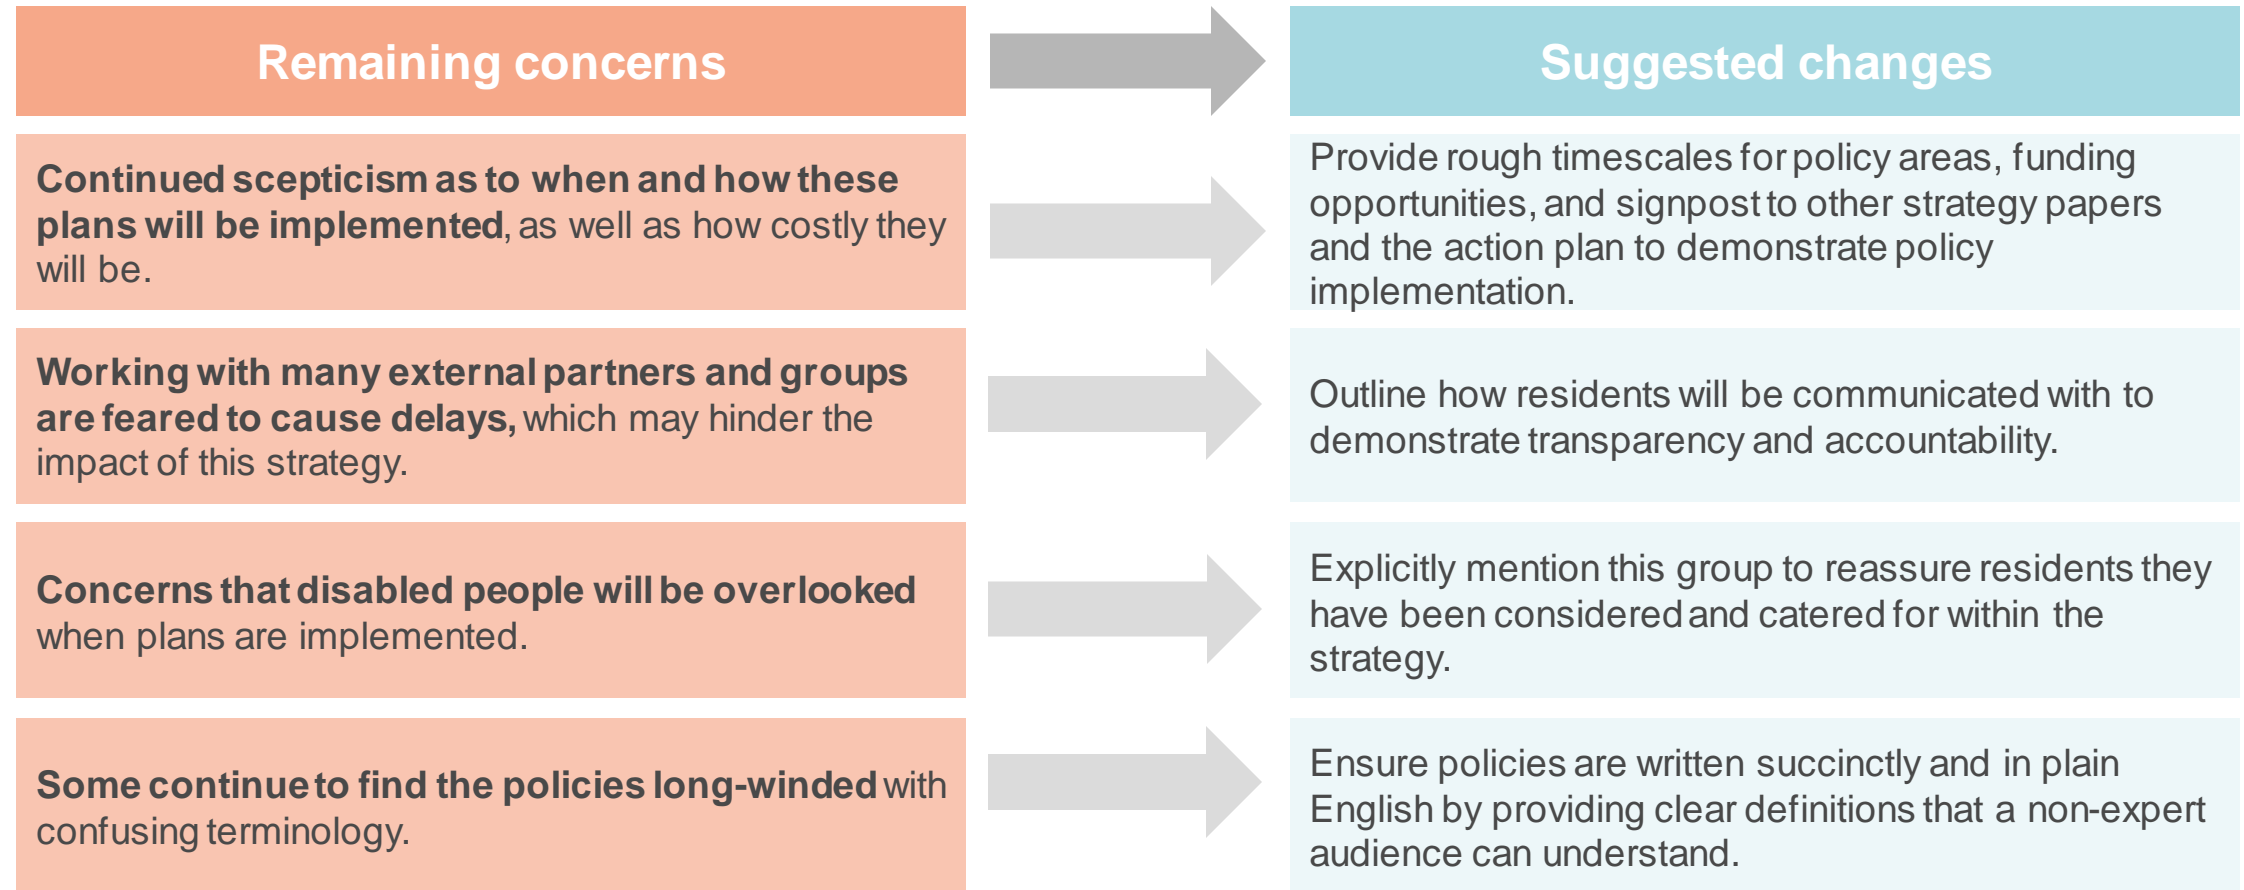 Remaining concerns
Suggested changes
Continued scepticism as to when and how these
plans will be implemented, as well as how costly they
will be.
Provide rough timescales for policy areas, funding
opportunities, and signpost to other strategy papers
and the action plan to demonstrate policy
implementation.
Working with many external partners and groups
are feared to cause delays, which may hinder the
impact of this strategy.
Outline how residents will be communicated with to
demonstrate transparency and accountability.
Concerns that disabled people will be overlooked
when plans are implemented.
Explicitly mention this group to reassure residents they
have been considered and catered for within the
strategy.
Some continue to find the policies long-winded with
confusing terminology.
Ensure policies are written succinctly and in plain
English by providing clear definitions that a non-expert
audience can understand.